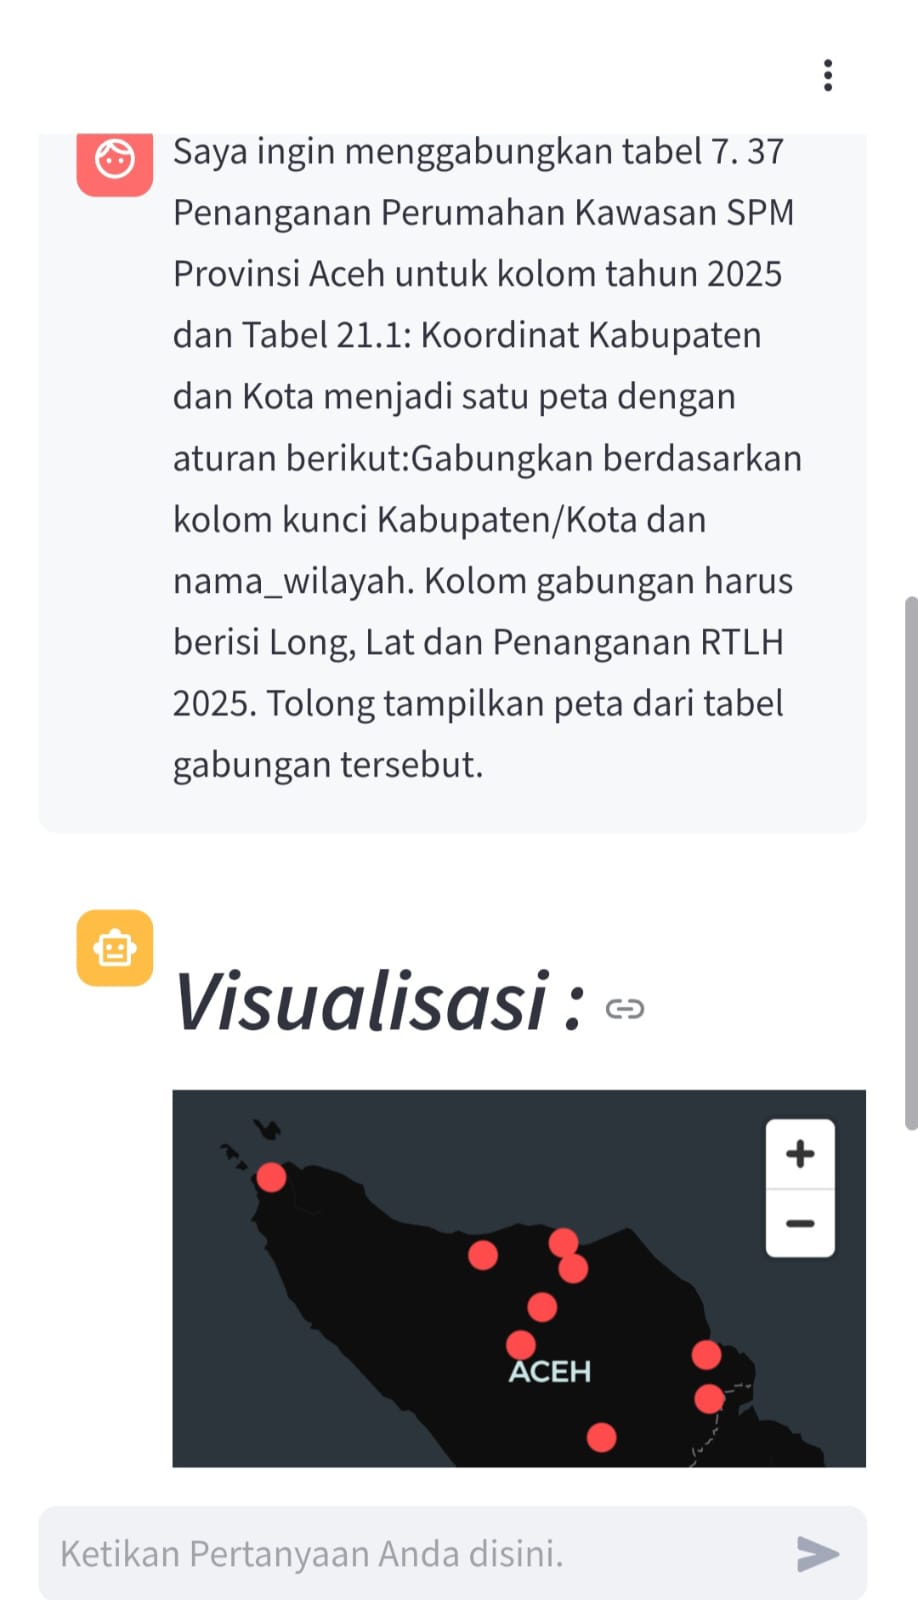 Saya ingin menggabungkan tabel 7. 37
Penanganan Perumahan Kawasan SPM
Provinsi Aceh untuk kolom tahun 2025
dan Tabel 21.1: Koordinat Kabupaten
dan Kota menjadi satu peta dengan
aturan berikut:Gabungkan berdasarkan
kolom kunci Kabupaten/Kota dan
nama_wilayah. Kolom gabungan harus
berisi Long, Lat dan Penanganan RTLH
2025. Tolong tampilkan peta dari tabel
gabungan tersebut.
Visualisasi :
+
−
ACEH
Ketikan Pertanyaan Anda disini.